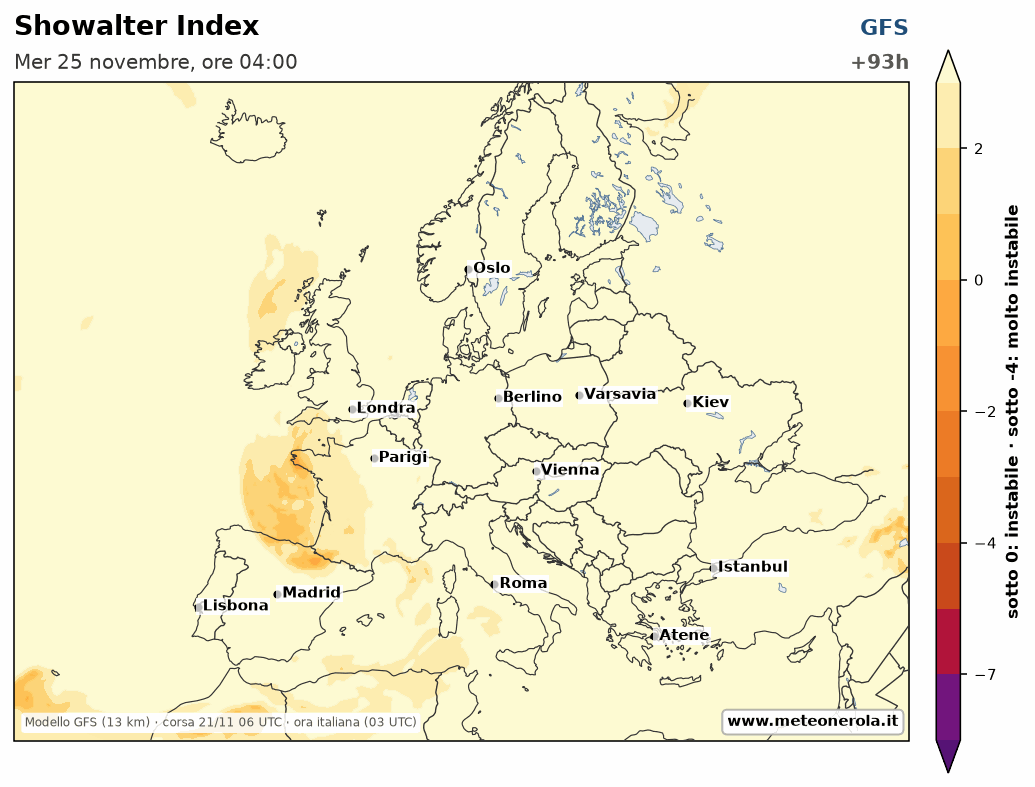 Showalter Index
GFS
Mer 25 novembre, ore 04:00
+93h
Oslo
Londra
Berlino
Varsavia
Kiev
Parigi
Vienna
Istanbul
Roma
Madrid
Lisbona
Atene
Modello GFS (13 km) · corsa 21/11 06 UTC · ora italiana (03 UTC)
www.meteonerola.it
2
0
−2
−4
−7
sotto 0: instabile · sotto -4: molto instabile